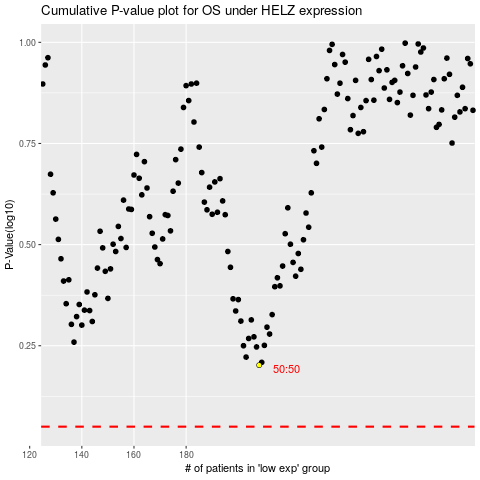 Cumulative P-value plot for OS under HELZ expression
P-Value(log10)
1.00
0.75
0.50
0.25
50:50
120 140 160 180
# of patients in 'low exp' group